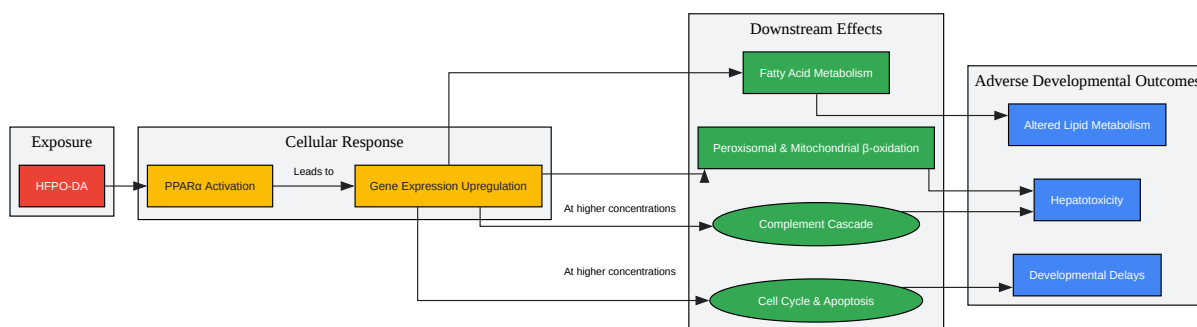 Exposure
HFPO-DA
Cellular Response
PPARα Activation
Leads to
Gene Expression Upregulation
At higher concentrations
At higher concentrations
Downstream Effects
Fatty Acid Metabolism
Peroxisomal & Mitochondrial β-oxidation
Complement Cascade
Cell Cycle & Apoptosis
Adverse Developmental Outcomes
Altered Lipid Metabolism
Hepatotoxicity
Developmental Delays